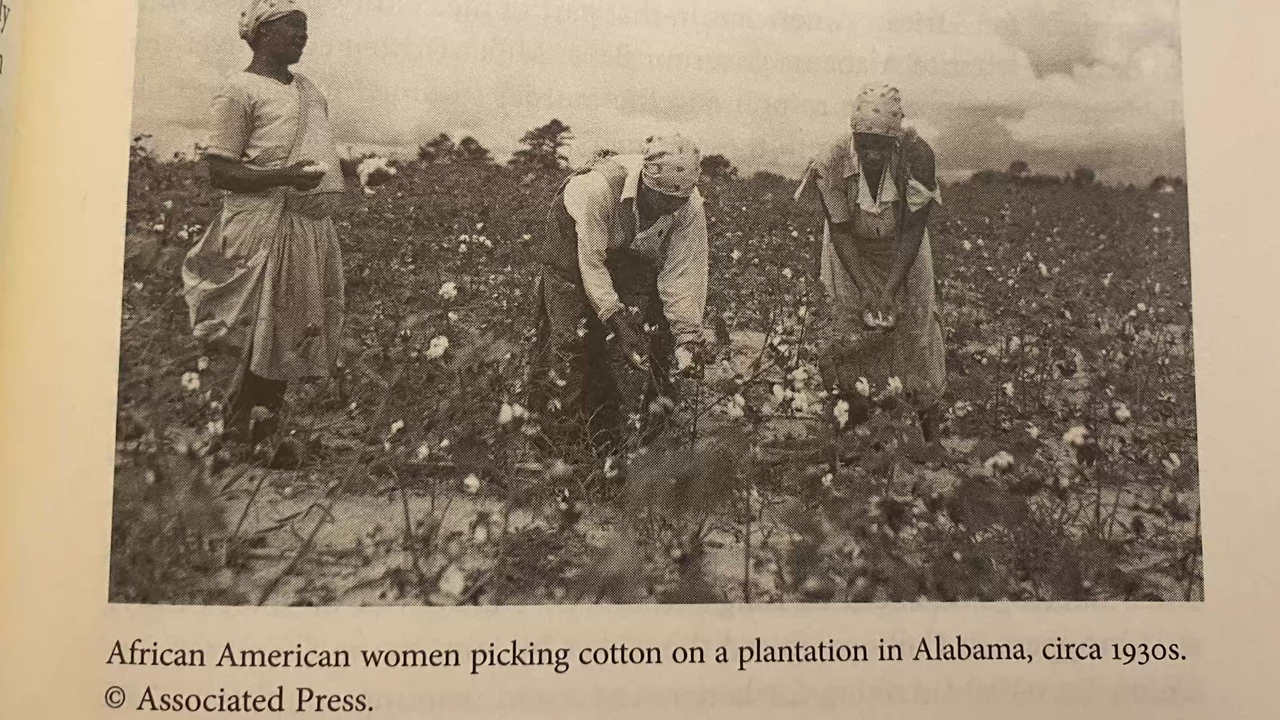 African American women picking cotton on a plantation in Alabama, circa 1930s.
© Associated Press.